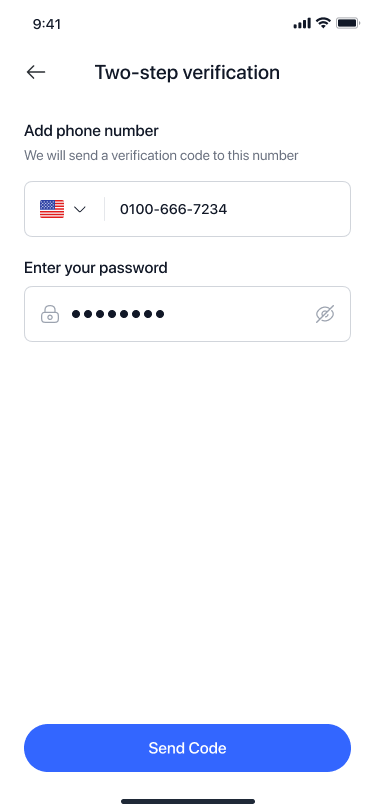 9:41
Two-step verification
Add phone number
We will send a verification code to this number
0100-666-7234
Enter your password
Send Code